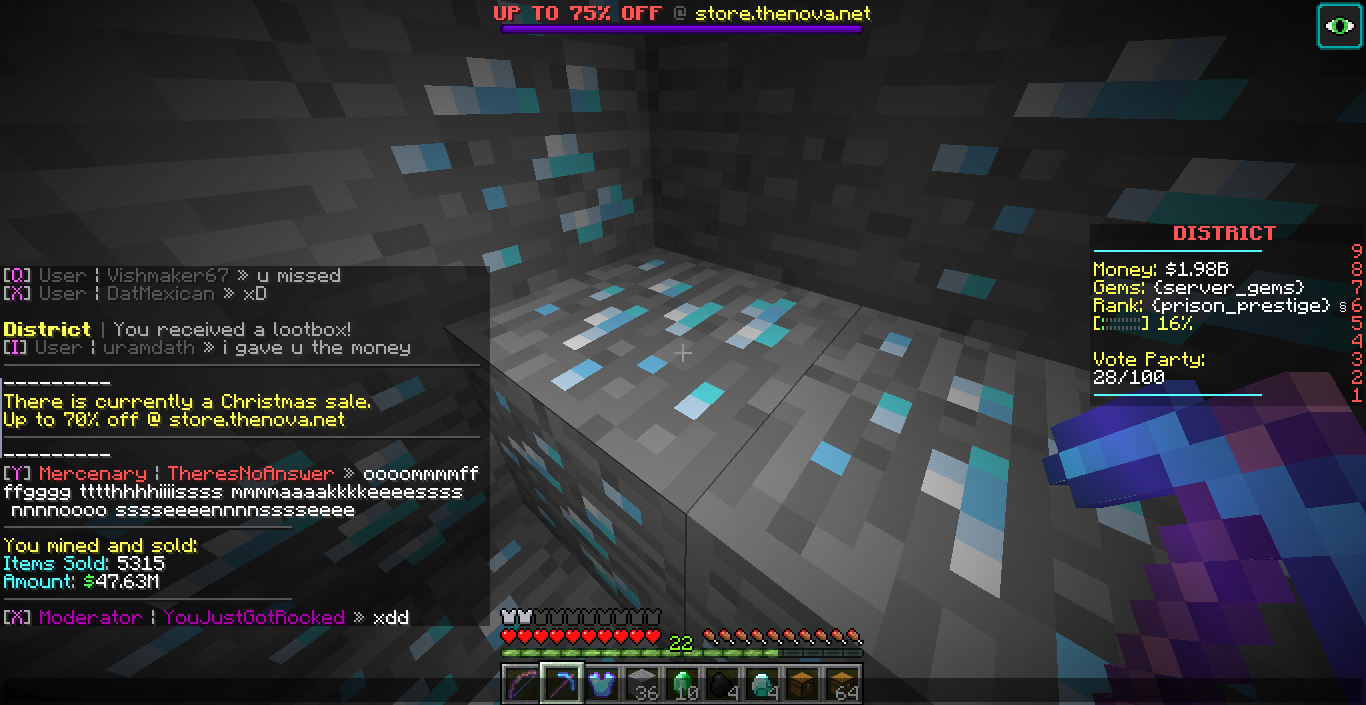 UP TO 75% OFF @ store.thenova.net
[O] User ¦ Vishmaker67 » u missed
[X] User ¦ DatMexican » xD
District | You received a lootbox!
[I] User ¦ uramdath » i gave u the money
There is currently a Christmas sale.
Up to 70% off @ store.thenova.net
[Y] Mercenary ¦ TheresNoAnswer » oooommmmff
ffgggg tttthhhhiiiissss mmmmaaaakkkkeeeessss
nnnnoooo sssseeeennnnsssseeee
You mined and sold:
Items Sold: 5315
Amount: $47.63M
[X] Moderator ¦ YouJustGotRocked » xdd
DISTRICT
9
Money: $1.98B 8
Gems: {server_gems} 7
Rank: {prison_prestige} s 6
[::::::::::] 16% 5
4
Vote Party: 3
28/100 2
1
22
36 10 4 4 64